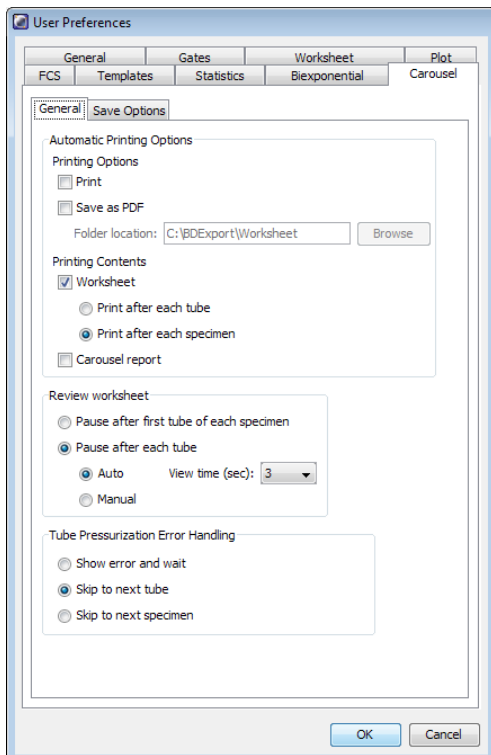 User Preferences
General Gates Worksheet Plot
FCS Templates Statistics Biexponential Carousel
General Save Options
Automatic Printing Options
Printing Options
Print
Save as PDF
Folder location: C:\BDExport\Worksheet Browse
Printing Contents
Worksheet
Print after each tube
Print after each specimen
Carousel report
Review worksheet
Pause after first tube of each specimen
Pause after each tube
Auto View time (sec): 3
Manual
Tube Pressurization Error Handling
Show error and wait
Skip to next tube
Skip to next specimen
OK Cancel